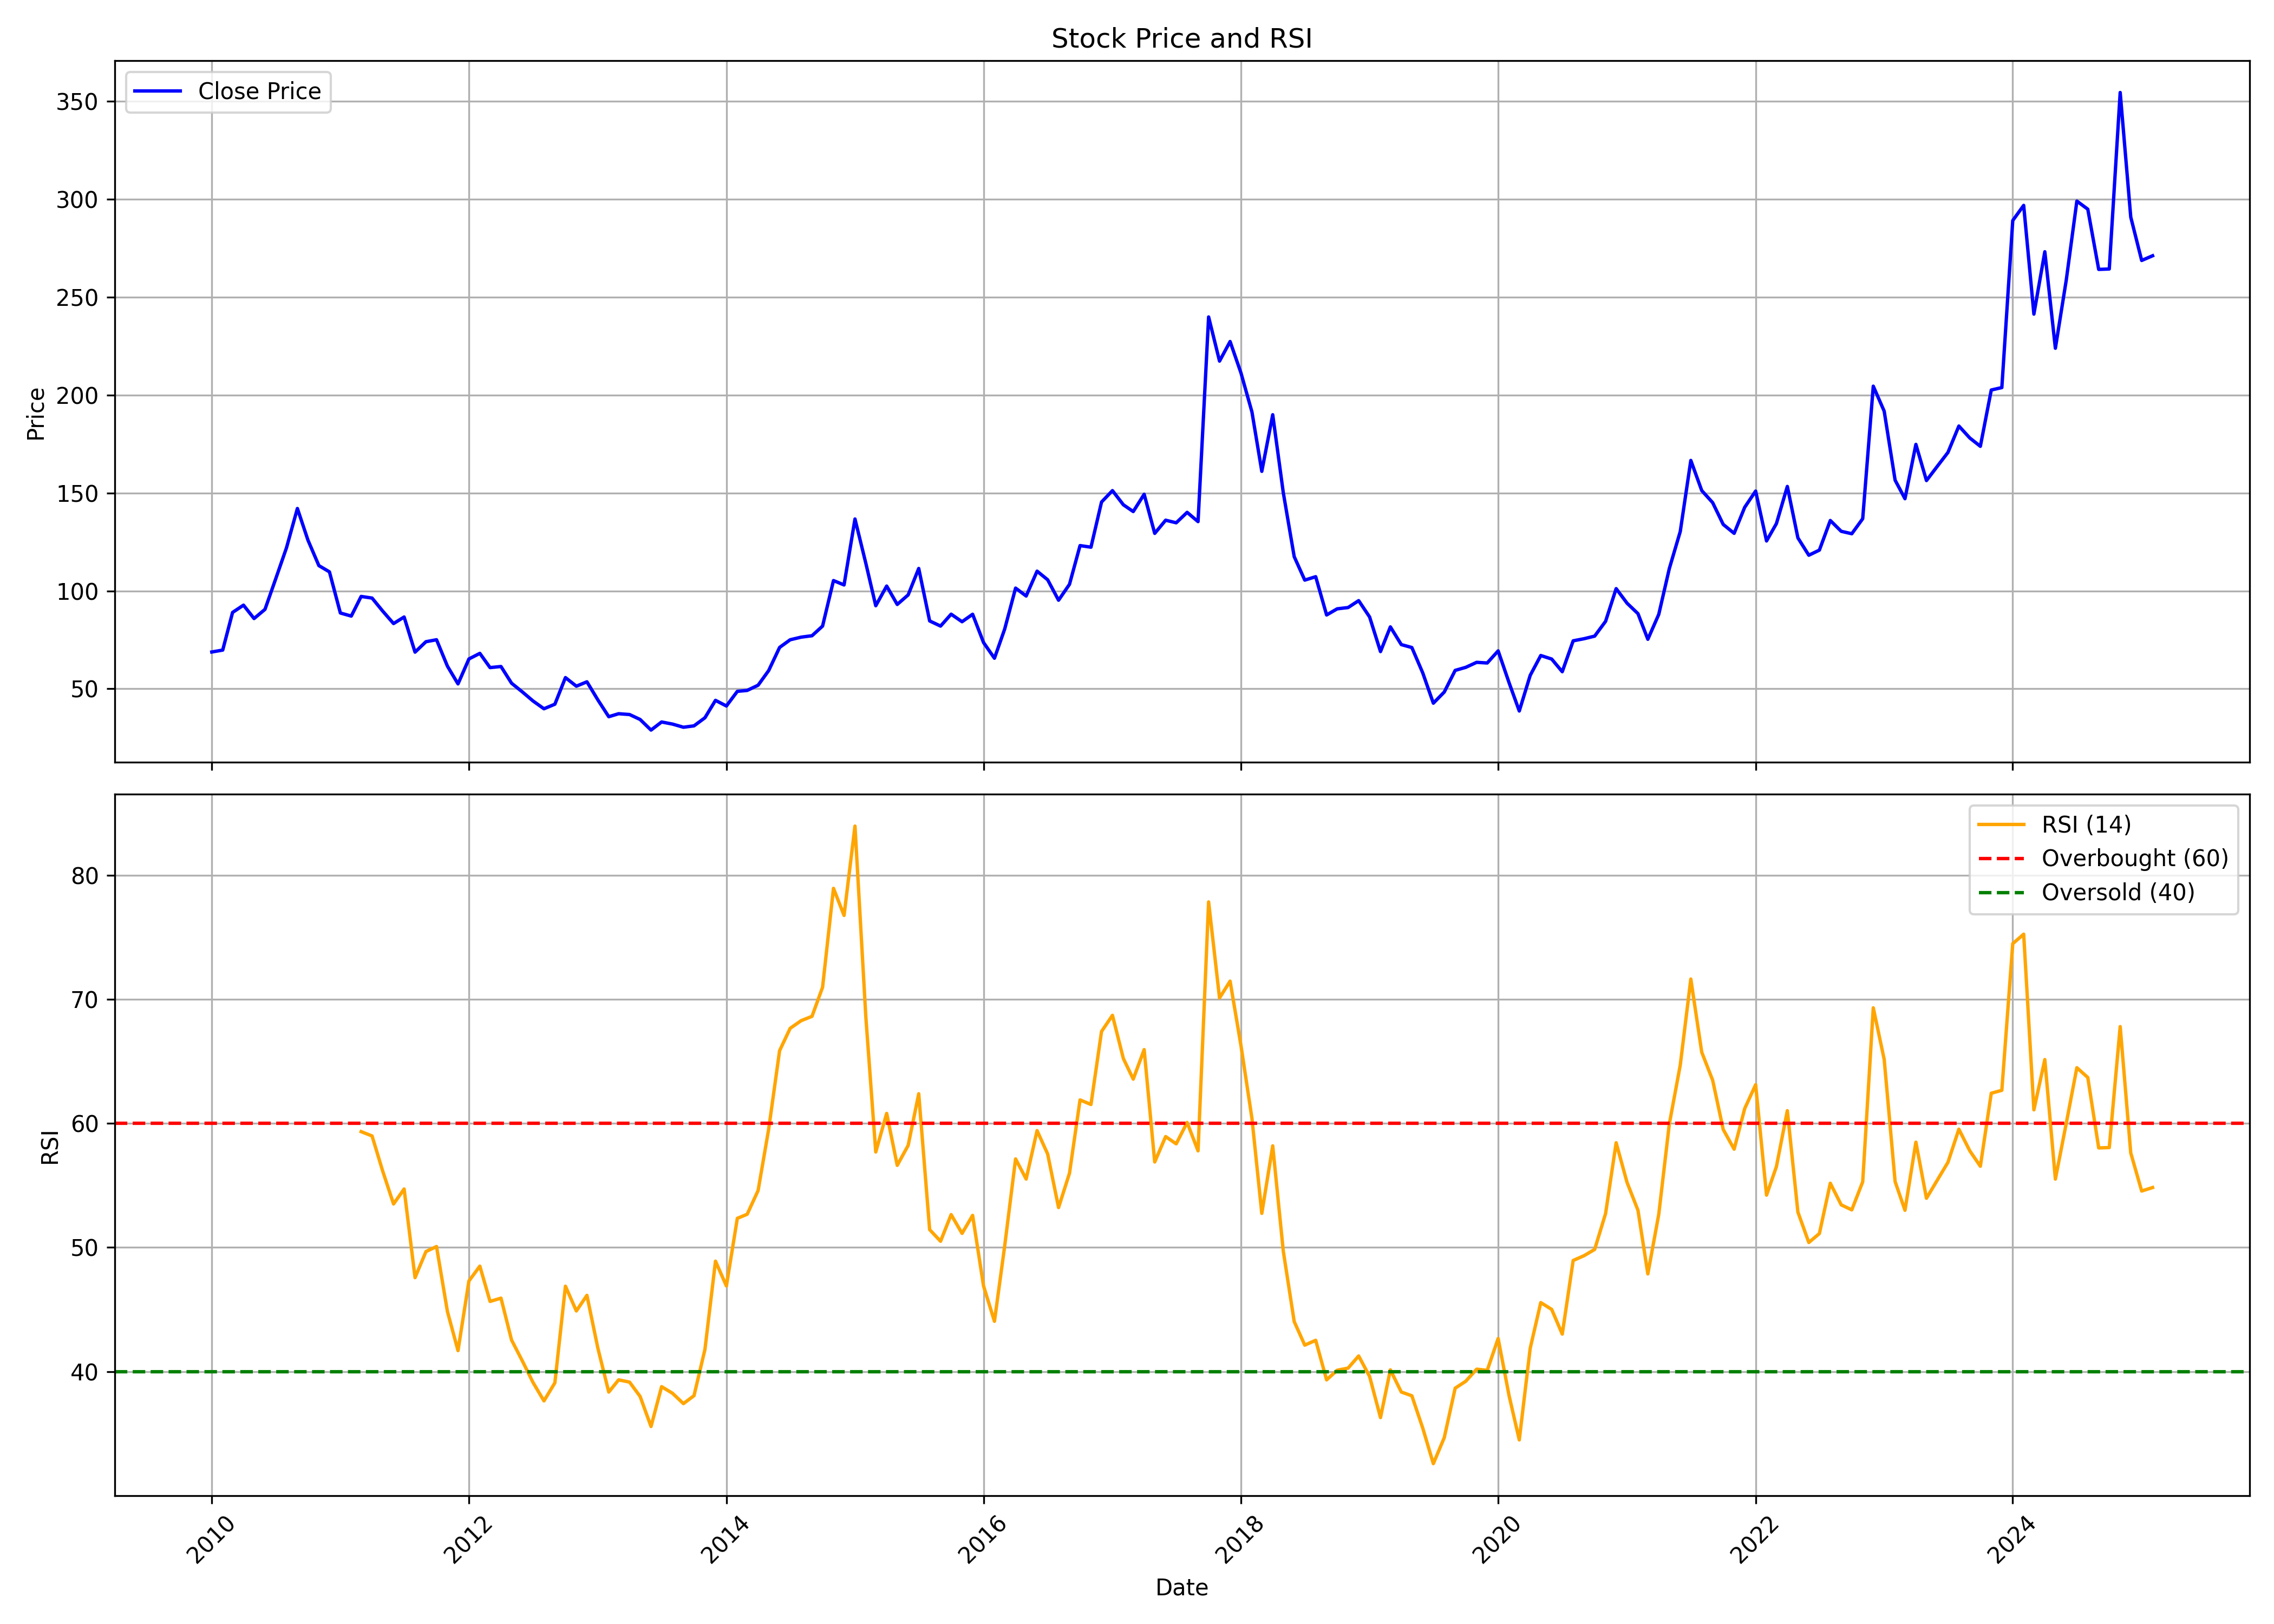 Stock Price and RSI
Close Price
350
300
250
200
150
100
50
Price
RSI (14)
Overbought (60)
Oversold (40)
80
70
60
50
40
RSI
2010
2012
2014
2016
2018
2020
2022
2024
Date